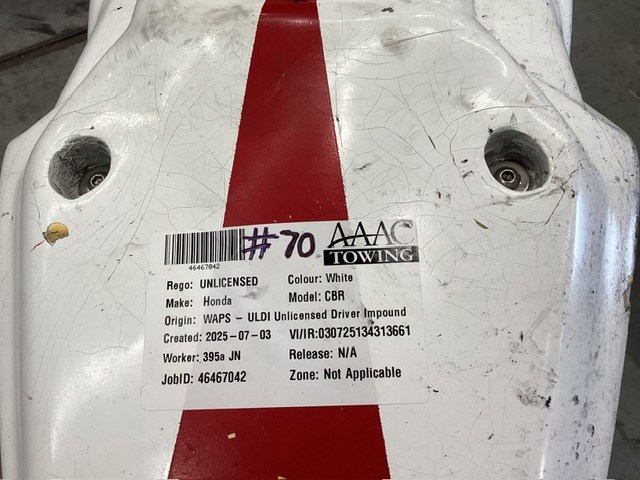 #70 AAAC
TOWING
46467042
Rego: UNLICENSED Colour: White
Make: Honda Model: CBR
Origin: WAPS - ULDI Unlicensed Driver Impound
Created: 2025-07-03 VI/IR:030725134313661
Worker: 395a JN Release: N/A
JobID: 46467042 Zone: Not Applicable